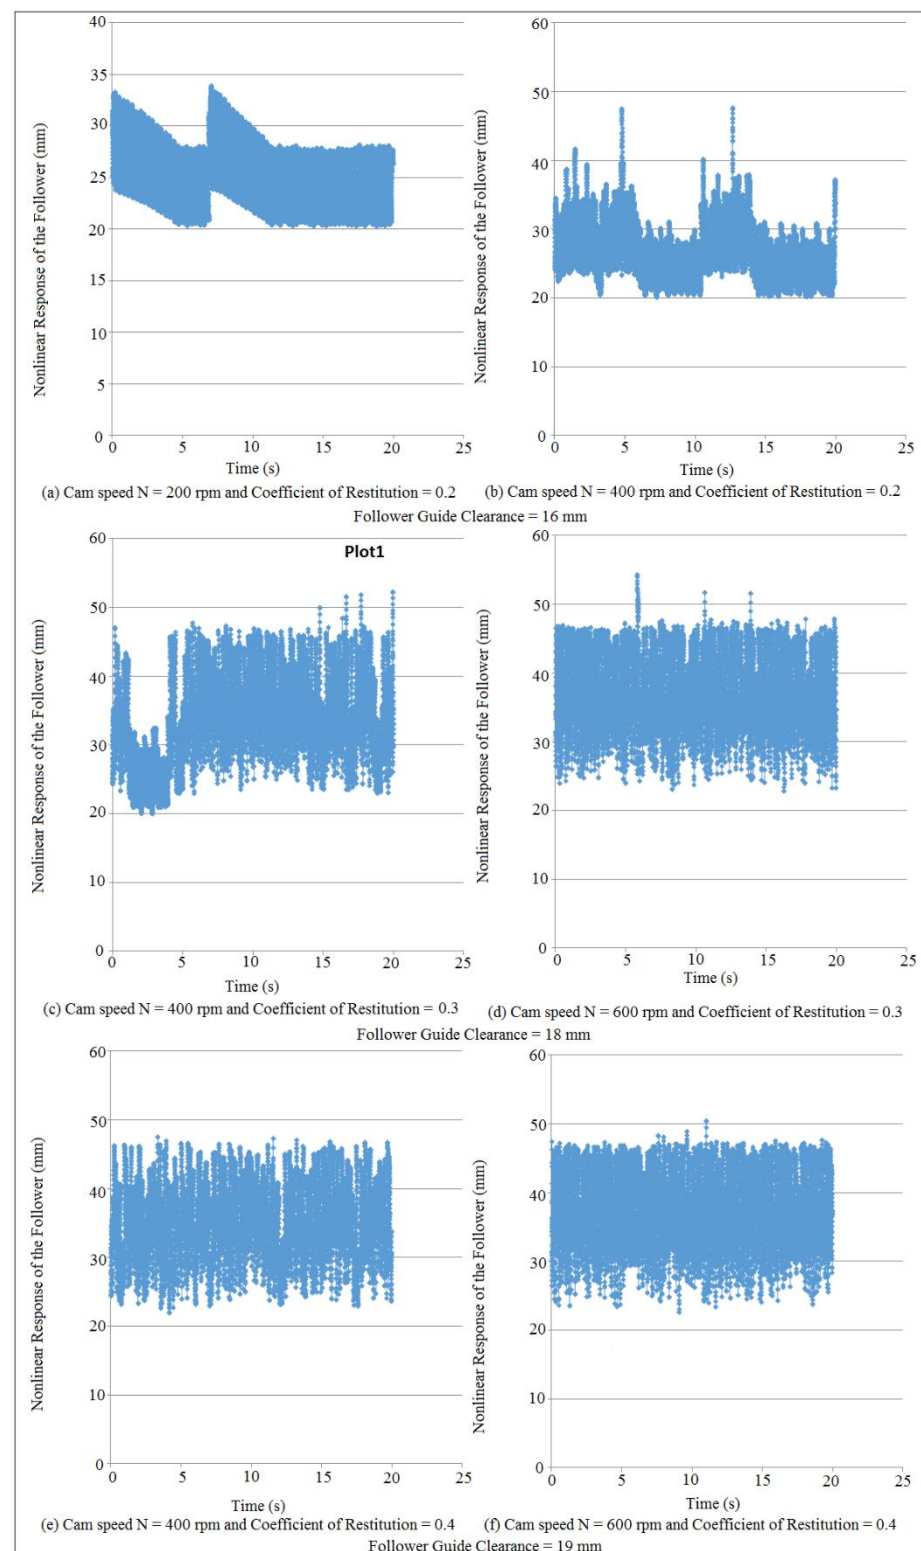 40
35
30
25
20
15
10
5
0
0 5 10 15 20 25
Nonlinear Response of the Follower (mm)
Time (s)
(a) Cam speed N = 200 rpm and Coefficient of Restitution = 0.2
60
50
40
30
20
10
0
0 5 10 15 20 25
Nonlinear Response of the Follower (mm)
Time (s)
(b) Cam speed N = 400 rpm and Coefficient of Restitution = 0.2
Follower Guide Clearance = 16 mm
Plot1
60
50
40
30
20
10
0
0 5 10 15 20 25
Nonlinear Response of the Follower (mm)
Time (s)
(c) Cam speed N = 400 rpm and Coefficient of Restitution = 0.3
60
50
40
30
20
10
0
0 5 10 15 20 25
Nonlinear Response of the Follower (mm)
Time (s)
(d) Cam speed N = 600 rpm and Coefficient of Restitution = 0.3
Follower Guide Clearance = 18 mm
60
50
40
30
20
10
0
0 5 10 15 20 25
Nonlinear Response of the Follower (mm)
Time (s)
(e) Cam speed N = 400 rpm and Coefficient of Restitution = 0.4
60
50
40
30
20
10
0
0 5 10 15 20 25
Nonlinear Response of the Follower (mm)
Time (s)
(f) Cam speed N = 600 rpm and Coefficient of Restitution = 0.4
Follower Guide Clearance = 19 mm